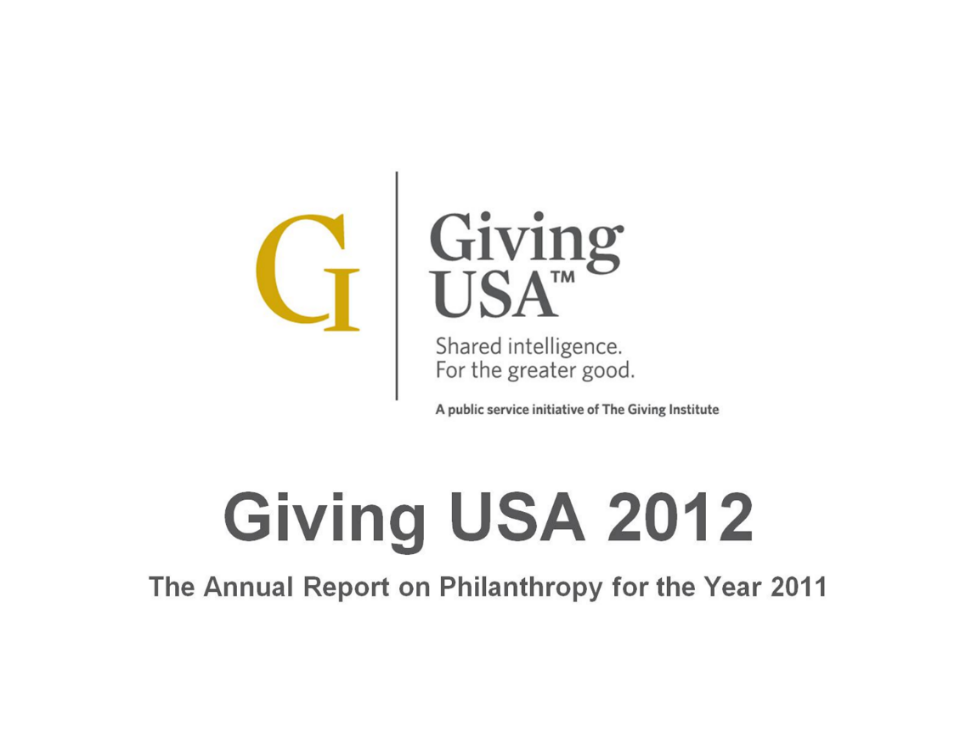 G
Giving
USA™
Shared intelligence.
For the greater good.
A public service initiative of The Giving Institute
Giving USA 2012
The Annual Report on Philanthropy for the Year 2011